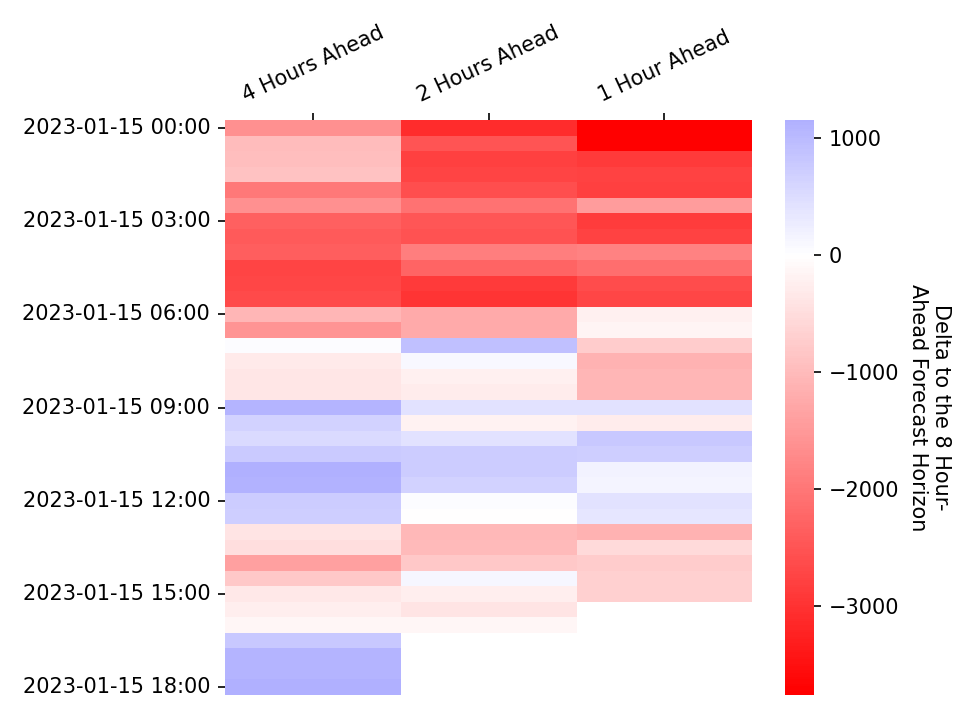 4 Hours Ahead
2 Hours Ahead
1 Hour Ahead
2023-01-15 00:00
2023-01-15 03:00
2023-01-15 06:00
2023-01-15 09:00
2023-01-15 12:00
2023-01-15 15:00
2023-01-15 18:00
1000
0
−1000
−2000
−3000
Delta to the 8 Hour-
Ahead Forecast Horizon